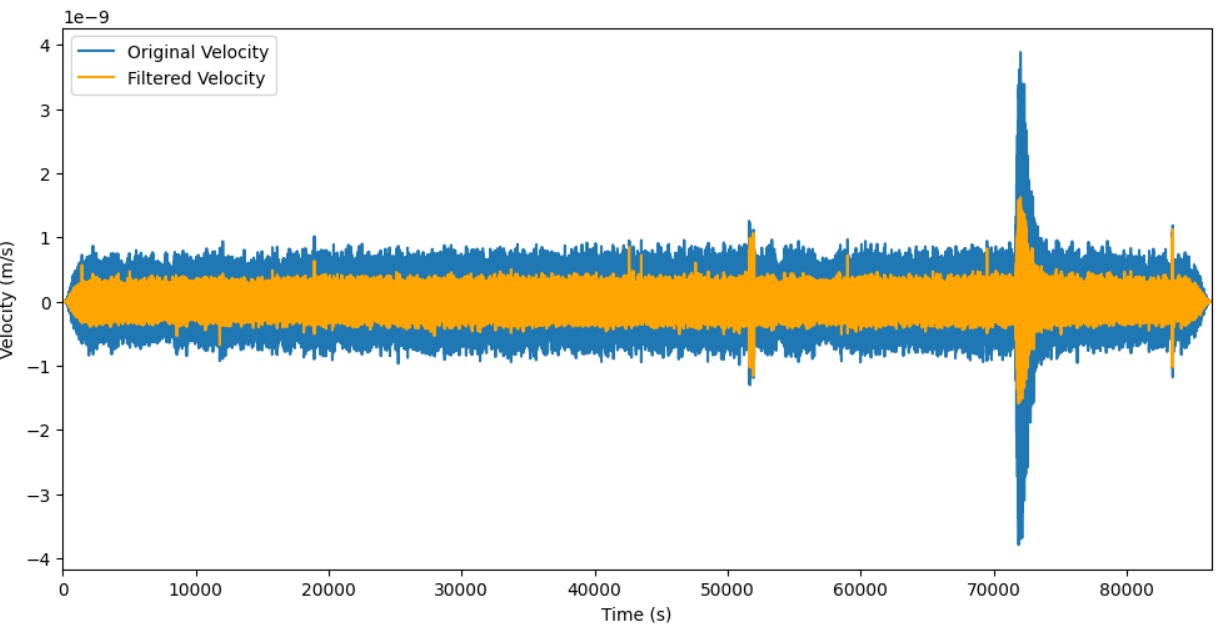 1e−9
Original Velocity
Filtered Velocity
4
3
2
1
0
−1
−2
−3
−4
Velocity (m/s)
0 10000 20000 30000 40000 50000 60000 70000 80000
Time (s)